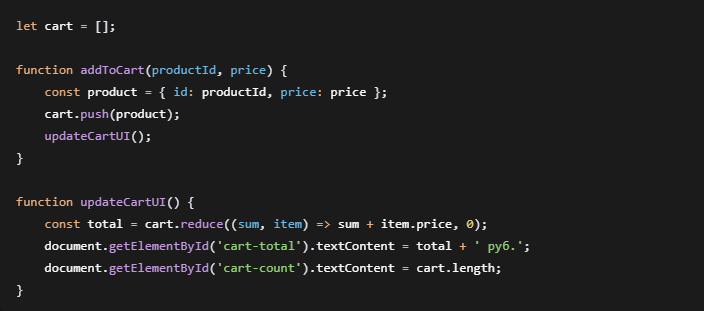 let cart = [];
function addToCart(productId, price) {
    const product = { id: productId, price: price };
    cart.push(product);
    updateCartUI();
}
function updateCartUI() {
    const total = cart.reduce((sum, item) => sum + item.price, 0);
    document.getElementById('cart-total').textContent = total + ' руб.';
    document.getElementById('cart-count').textContent = cart.length;
}